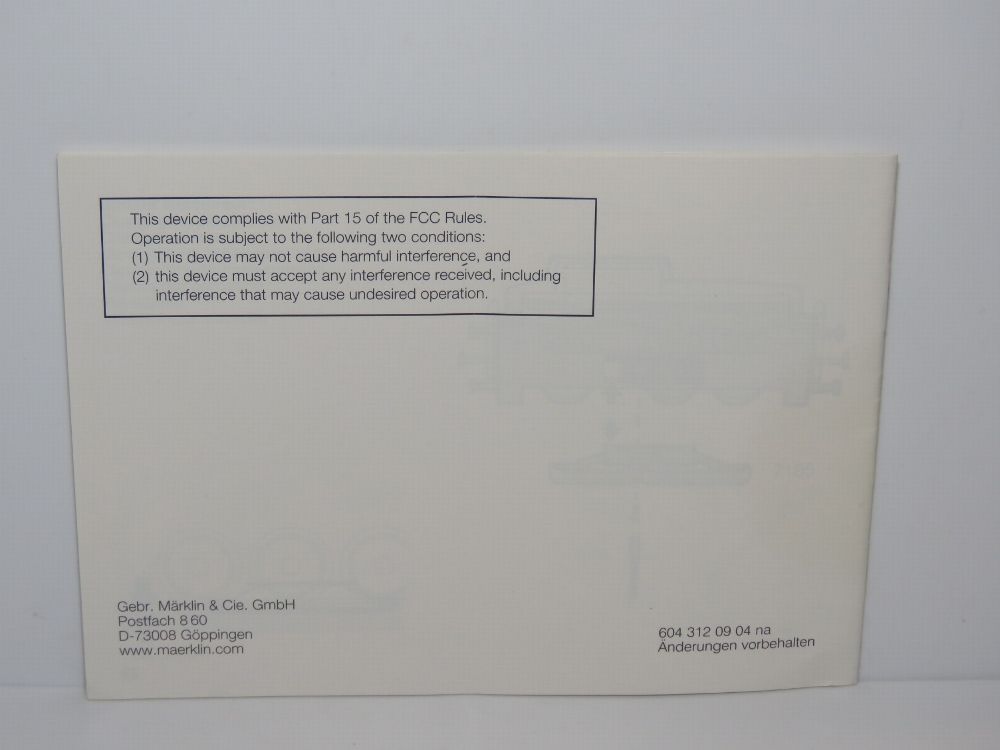 This device complies with Part 15 of the FCC Rules.
Operation is subject to the following two conditions:
(1) This device may not cause harmful interference, and
(2) this device must accept any interference received, including
interference that may cause undesired operation.
Gebr. Märklin & Cie. GmbH
Postfach 8 60
D-73008 Göppingen
www.maerklin.com
604 312 09 04 na
Änderungen vorbehalten